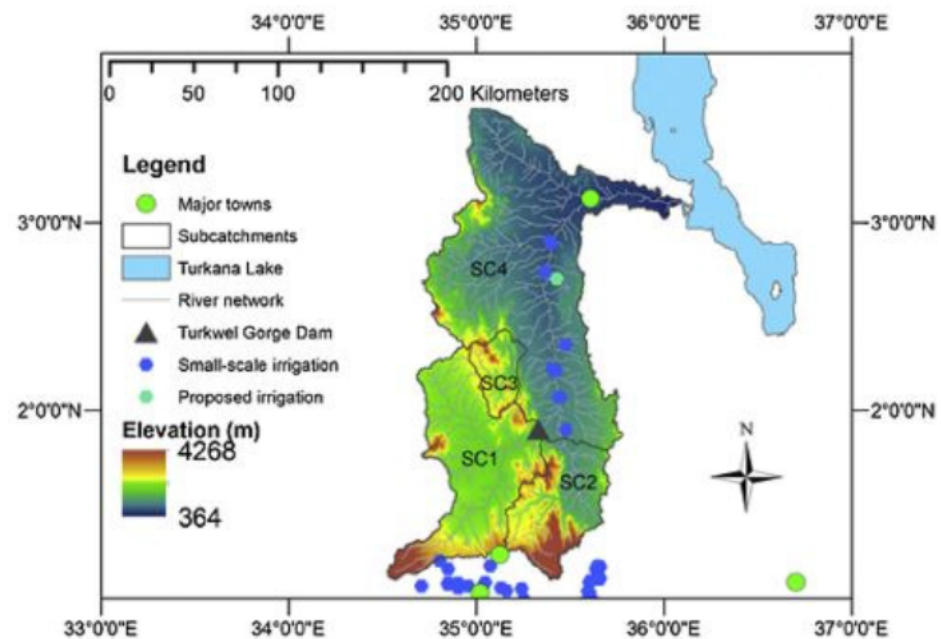 34°0'0"E 35°0'0"E 36°0'0"E 37°0'0"E
0 50 100 200 Kilometers
Legend
Major towns
Subcatchments
Turkana Lake
River network
Turkwel Gorge Dam
Small-scale irrigation
Proposed irrigation
Elevation (m)
4268
364
3°0'0"N
3°0'0"N
2°0'0"N
2°0'0"N
SC4
SC3
SC1
SC2
N
33°0'0"E 34°0'0"E 35°0'0"E 36°0'0"E 37°0'0"E